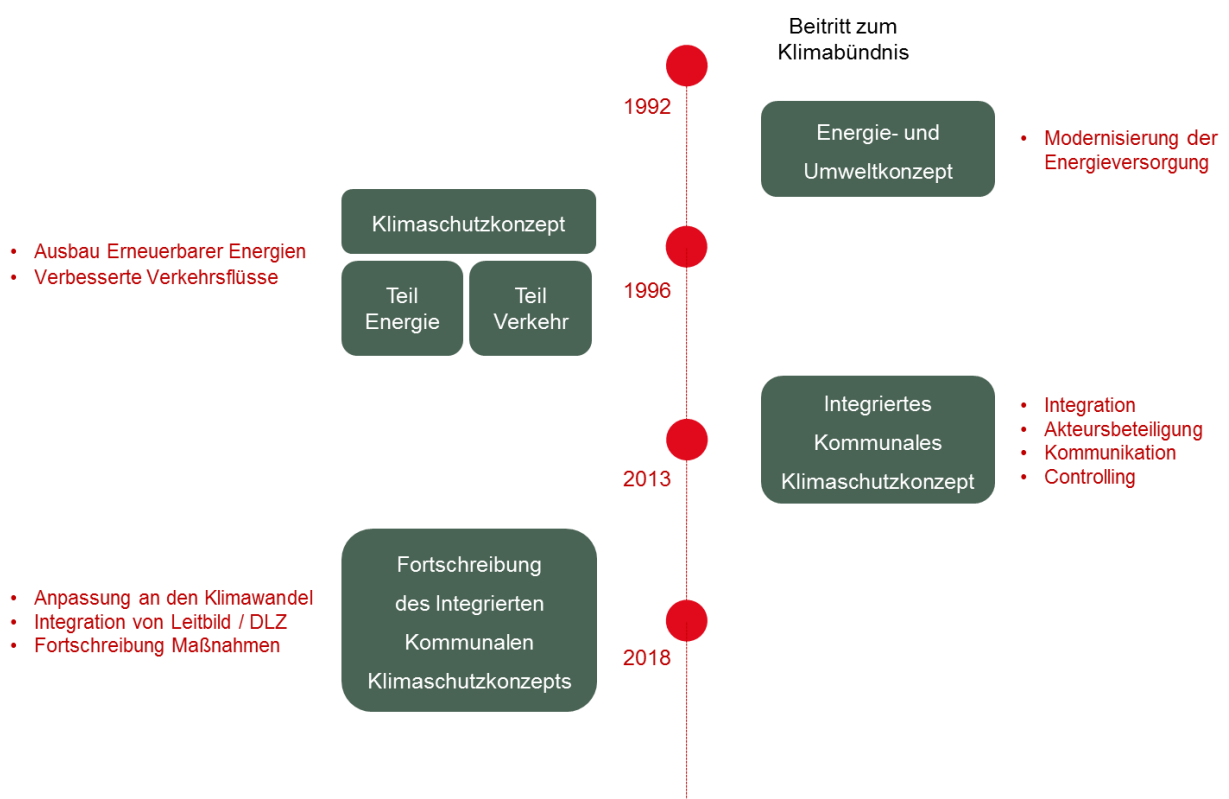 Beitritt zum
Klimabündnis
1992
Energie- und
Umweltkonzept
• Modernisierung der
Energieversorgung
Klimaschutzkonzept
Teil
Energie
Teil
Verkehr
• Ausbau Erneuerbarer Energien
• Verbesserte Verkehrsflüsse
1996
Integriertes
Kommunales
Klimaschutzkonzept
• Integration
• Akteursbeteiligung
• Kommunikation
• Controlling
2013
Fortschreibung
des Integrierten
Kommunalen
Klimaschutzkonzepts
• Anpassung an den Klimawandel
• Integration von Leitbild / DLZ
• Fortschreibung Maßnahmen
2018